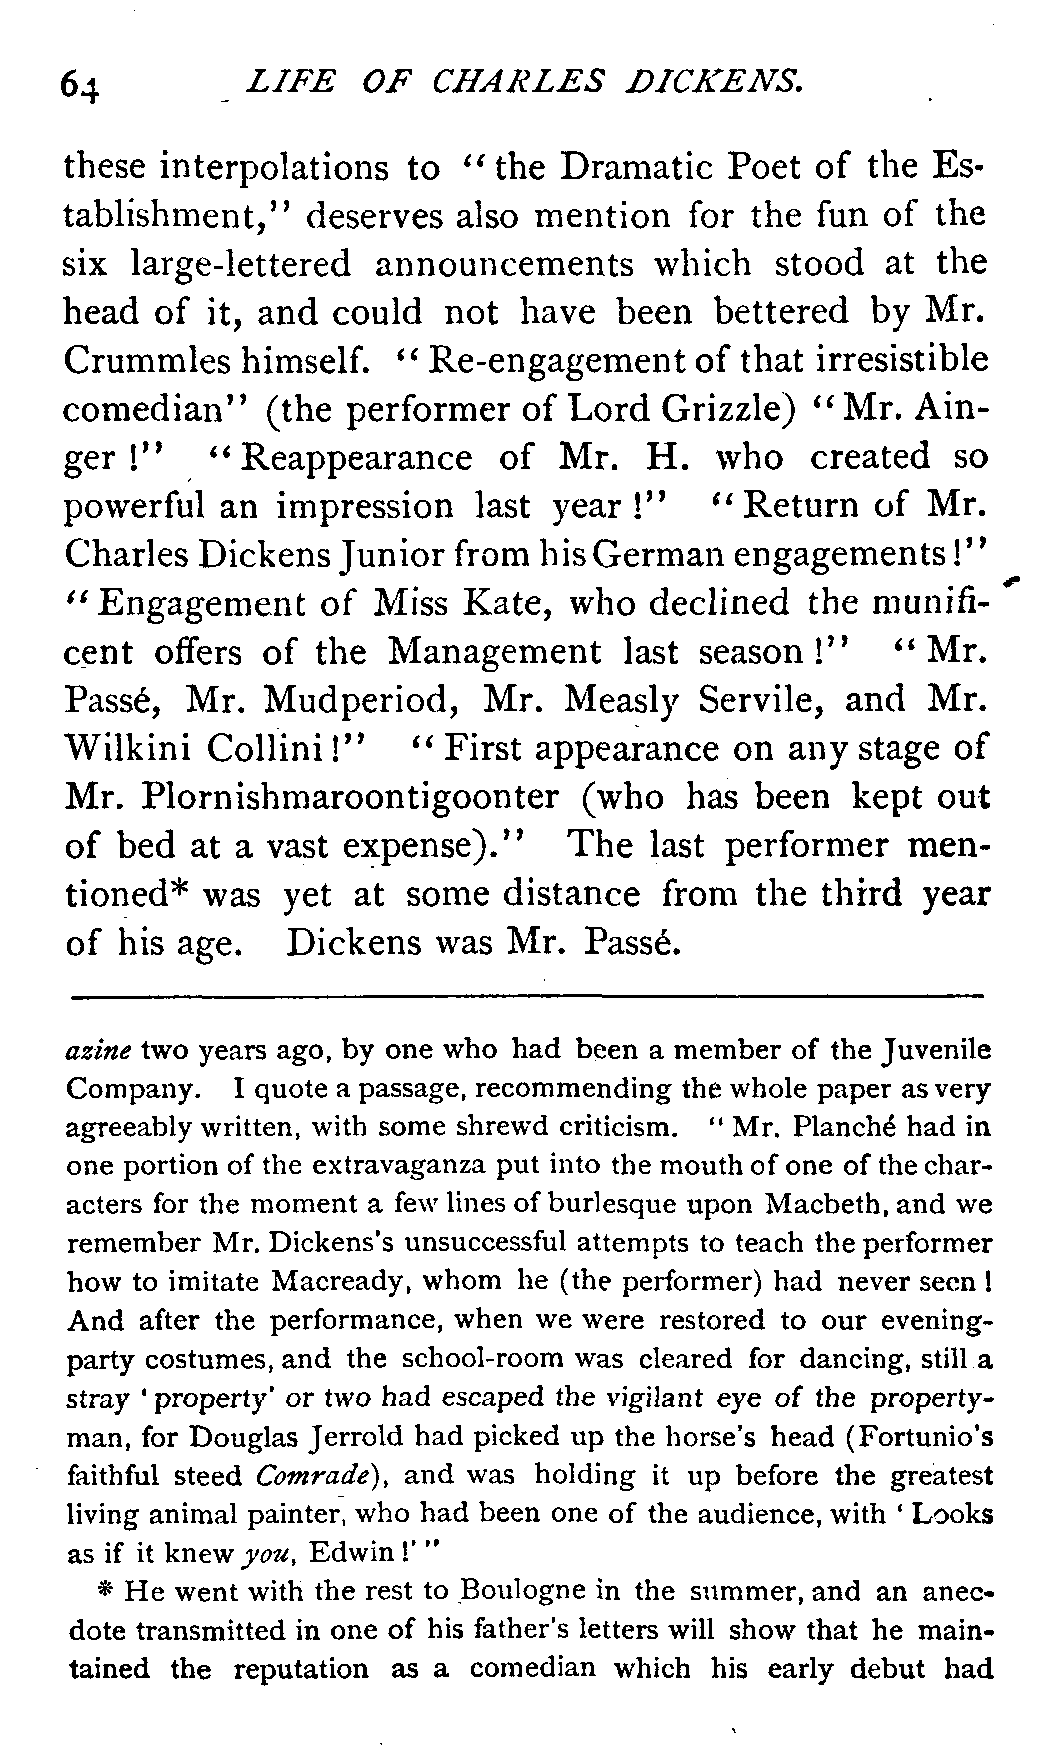 64 LIFE OF CHARLES DICKENS.
these interpolations to "the Dramatic Poet of the Es-
tablishment," deserves also mention for the fun of the
six large-lettered announcements which stood at the
head of it, and could not have been bettered by Mr.
Crummles himself. "Re-engagement of that irresistible
comedian" (the performer of Lord Grizzle) "Mr. Ain-
ger!" "Reappearance of Mr. H. who created so
powerful an impression last year!" "Return of Mr.
Charles Dickens Junior from his German engagements!"
"Engagement of Miss Kate, who declined the munifi-
cent offers of the Management last season!" "Mr.
Passé, Mr. Mudperiod, Mr. Measly Servile, and Mr.
Wilkini Collini!" "First appearance on any stage of
Mr. Plornishmaroontigoonter (who has been kept out
of bed at a vast expense)." The last performer men-
tioned* was yet at some distance from the third year
of his age. Dickens was Mr. Passé.
azine two years ago, by one who had been a member of the Juvenile
Company. I quote a passage, recommending the whole paper as very
agreeably written, with some shrewd criticism. "Mr. Planché had in
one portion of the extravaganza put into the mouth of one of the char-
acters for the moment a few lines of burlesque upon Macbeth, and we
remember Mr. Dickens's unsuccessful attempts to teach the performer
how to imitate Macready, whom he (the performer) had never seen!
And after the performance, when we were restored to our evening-
party costumes, and the school-room was cleared for dancing, still a
stray 'property' or two had escaped the vigilant eye of the property-
man, for Douglas Jerrold had picked up the horse's head (Fortunio's
faithful steed Comrade), and was holding it up before the greatest
living animal painter, who had been one of the audience, with 'Looks
as if it knew you, Edwin!'"
* He went with the rest to Boulogne in the summer, and an anec-
dote transmitted in one of his father's letters will show that he main-
tained the reputation as a comedian which his early debut had